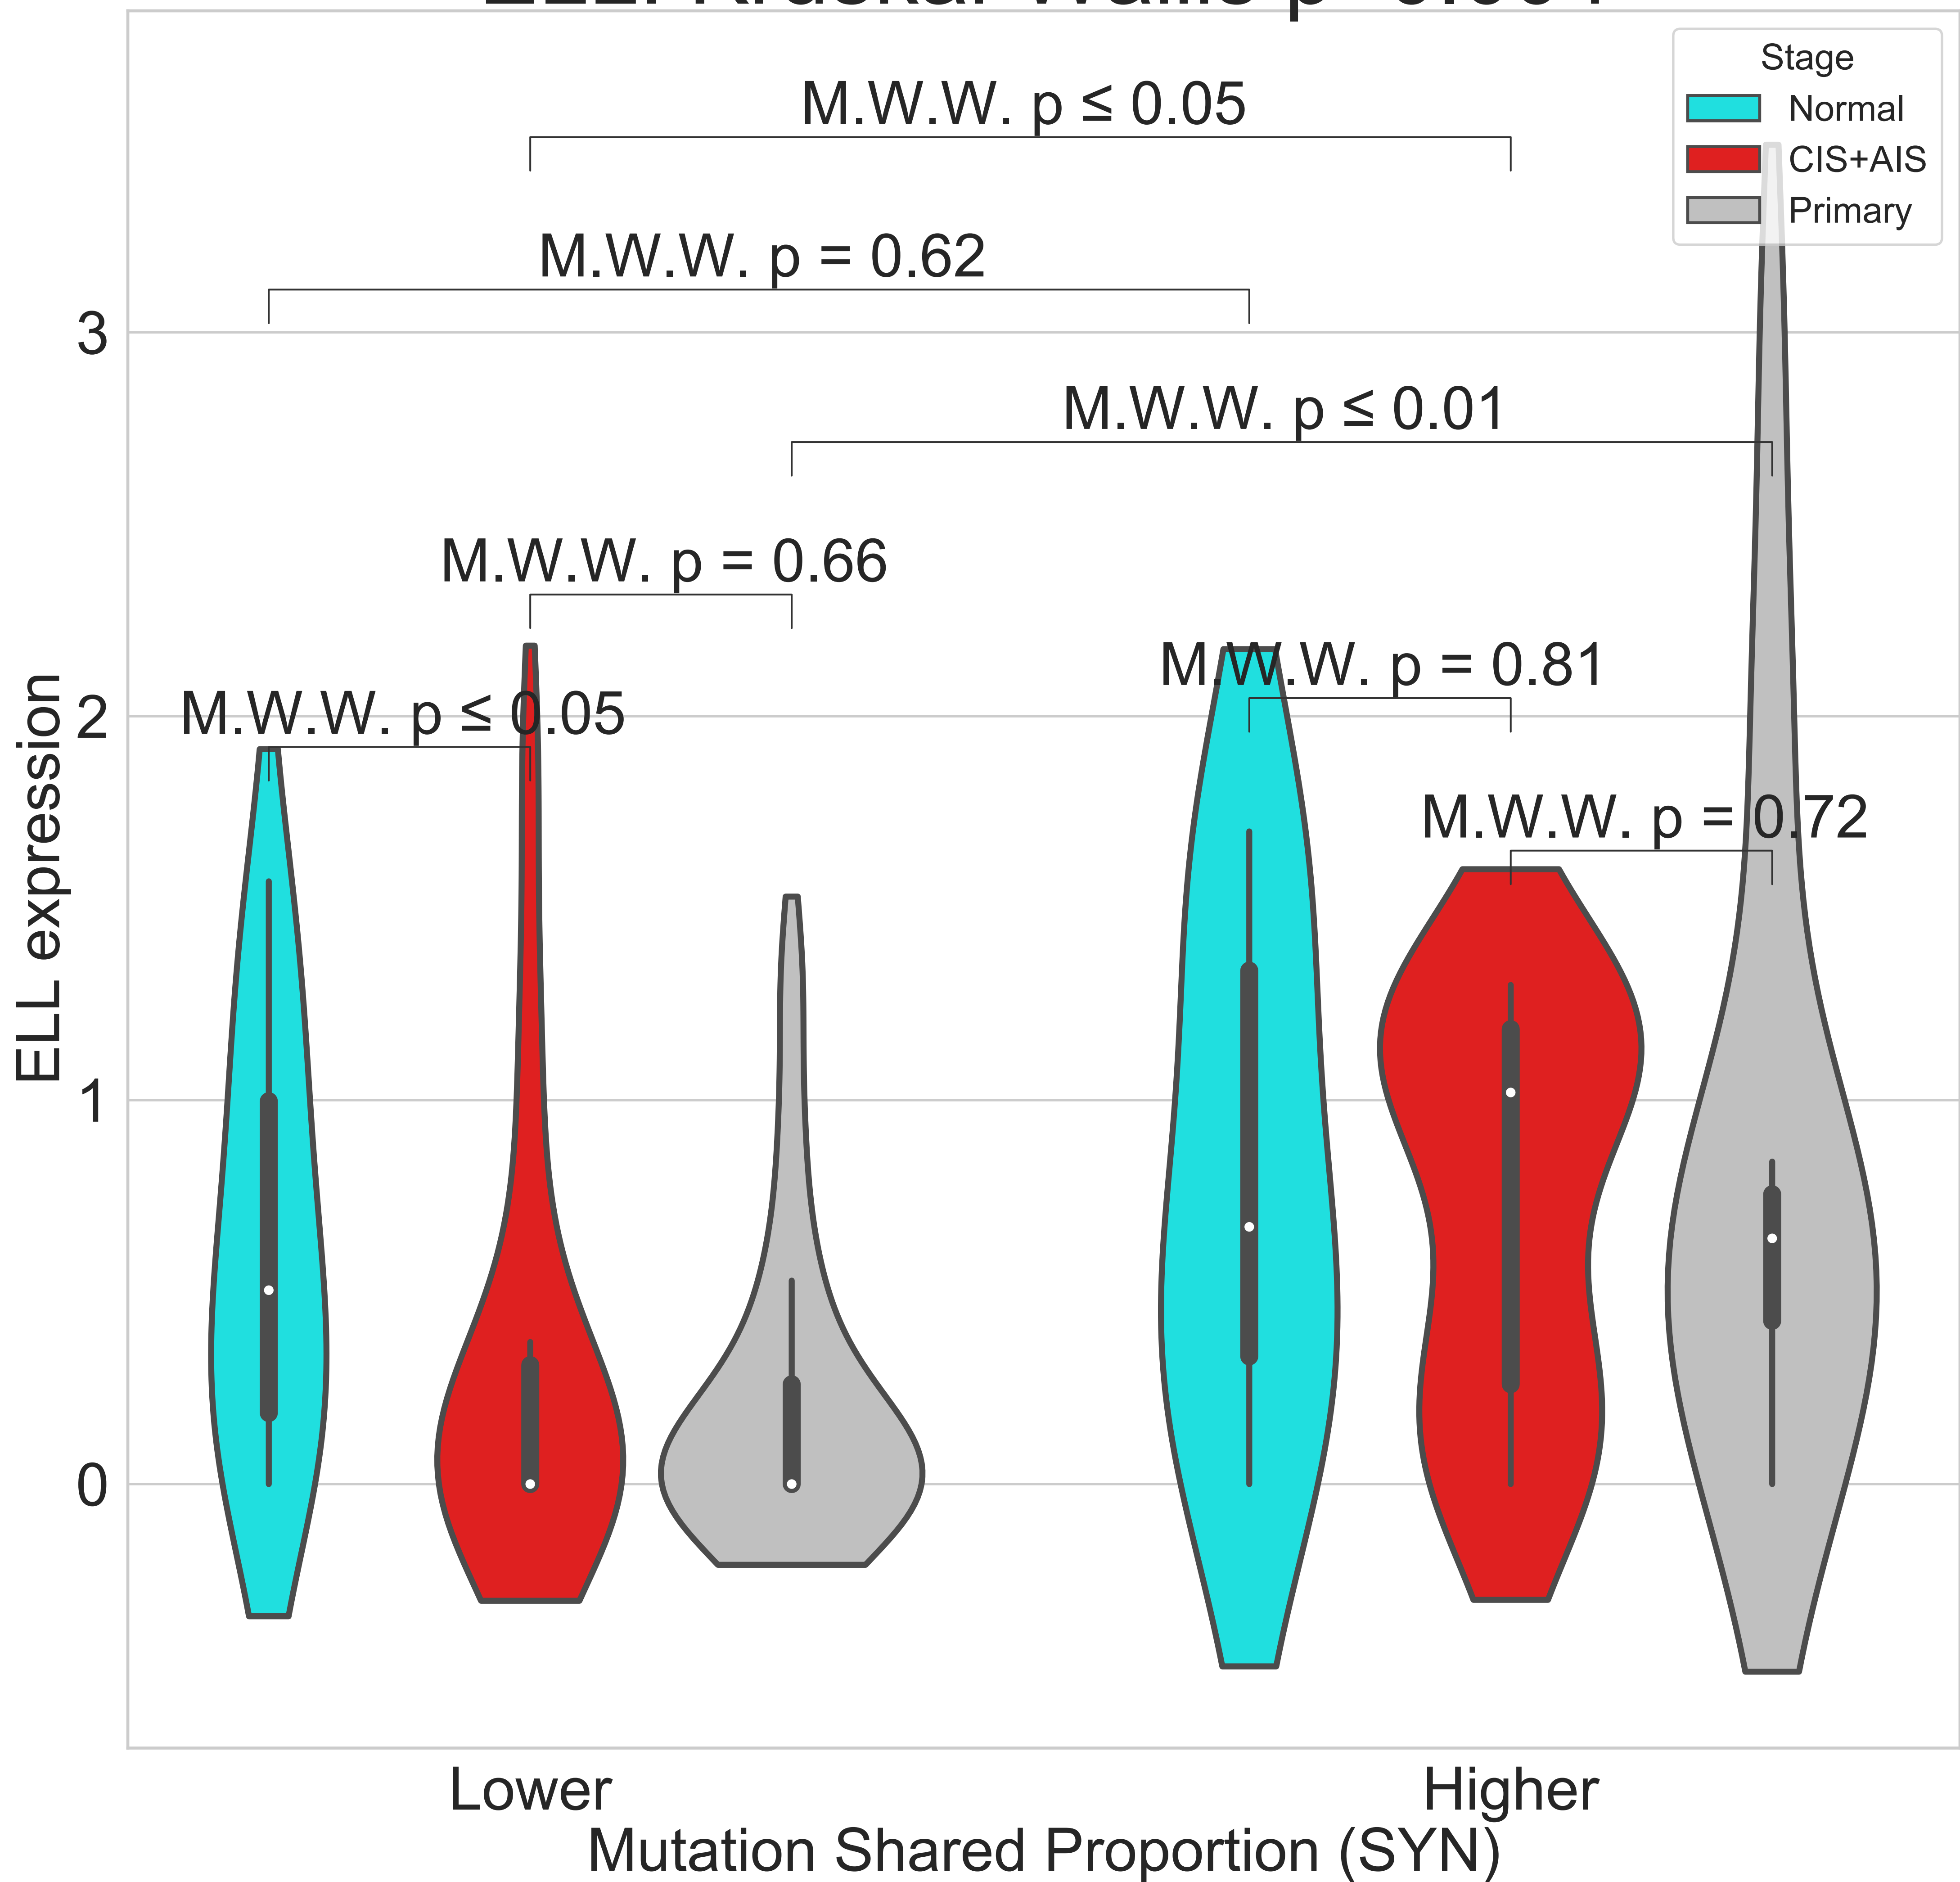 Stage
Normal
CIS+AIS
Primary
M.W.W. p ≤ 0.05
M.W.W. p = 0.62
3
M.W.W. p ≤ 0.01
M.W.W. p = 0.66
M.W.W. p = 0.81
M.W.W. p ≤ 0.05
2
M.W.W. p = 0.72
ELL expression
1
0
Lower
Higher
Mutation Shared Proportion (SYN)